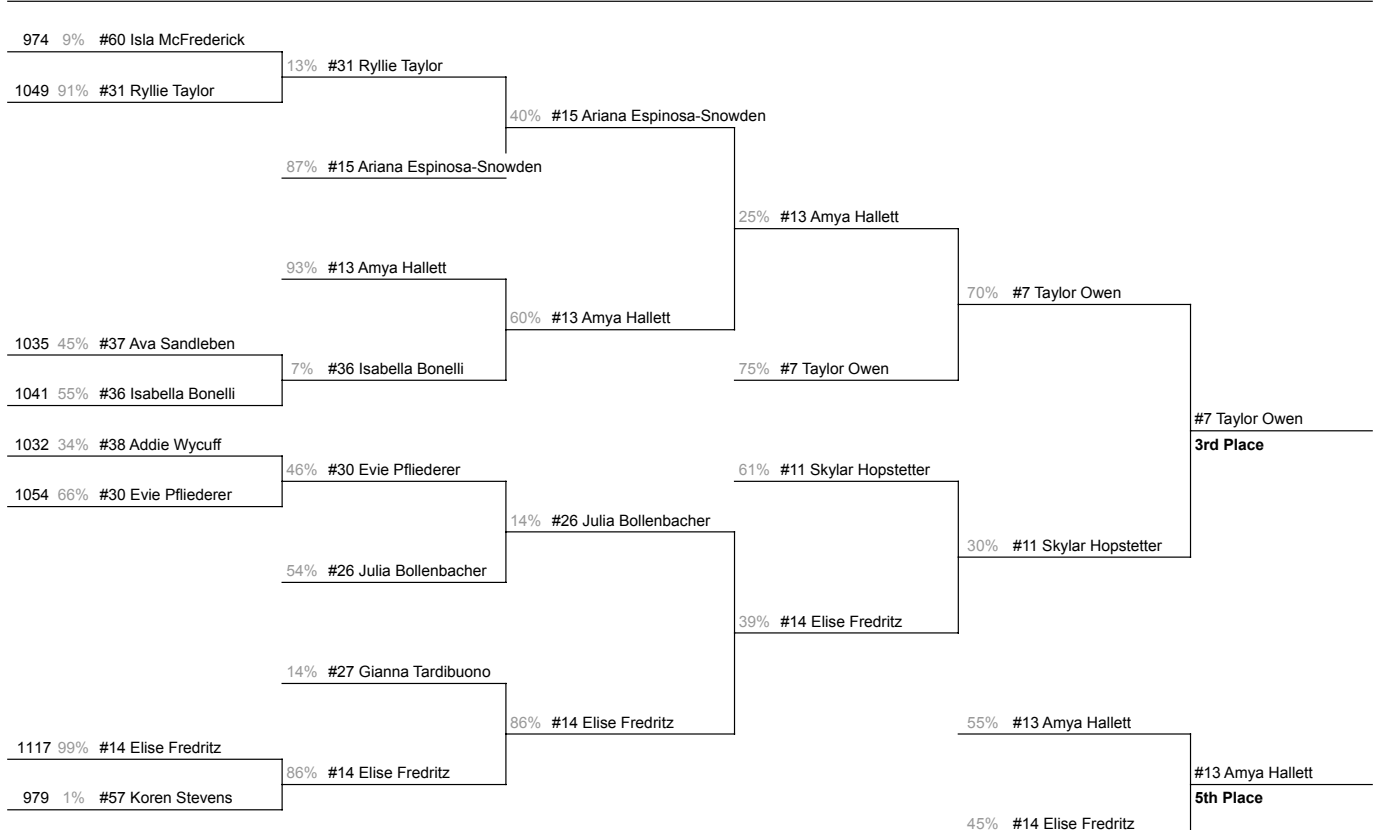 974 9% #60 Isla McFrederick
13% #31 Ryllie Taylor
1049 91% #31 Ryllie Taylor
40% #15 Ariana Espinosa-Snowden
87% #15 Ariana Espinosa-Snowden
25% #13 Amya Hallett
93% #13 Amya Hallett
70% #7 Taylor Owen
60% #13 Amya Hallett
1035 45% #37 Ava Sandleben
7% #36 Isabella Bonelli
75% #7 Taylor Owen
1041 55% #36 Isabella Bonelli
#7 Taylor Owen
3rd Place
1032 34% #38 Addie Wycuff
46% #30 Evie Pfliederer
61% #11 Skylar Hopstetter
1054 66% #30 Evie Pfliederer
14% #26 Julia Bollenbacher
30% #11 Skylar Hopstetter
54% #26 Julia Bollenbacher
39% #14 Elise Fredritz
14% #27 Gianna Tardibuono
86% #14 Elise Fredritz
55% #13 Amya Hallett
1117 99% #14 Elise Fredritz
86% #14 Elise Fredritz
#13 Amya Hallett
5th Place
979 1% #57 Koren Stevens
45% #14 Elise Fredritz